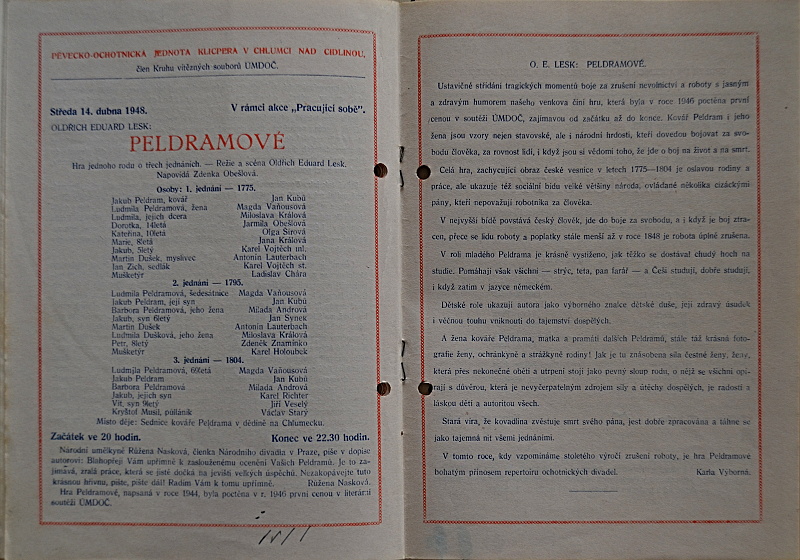 PĚVECKO-OCHOTNICKÁ JEDNOTA KLICPERA V CHLUMCI NAD CIDLINOU,
člen Kruhu vítězných souborů ÚMDOČ.
Středa 14. dubna 1948. V rámci akce „Pracující sobě".
OLDŘICH EDUARD LESK:
PELDRAMOVÉ
Hra jednoho rodu o třech jednáních. — Režie a scéna Oldřich Eduard Lesk.
Napovídá Zdenka Obešlová.
Osoby: 1. jednání — 1775.
Jakub Peldram, kovář Jan Kubů
Ludmila Peldramová, žena Magda Vaňousová
Ludmila, jejich dcera Miloslava Králová
Dorotka, 14letá Jarmila Obešlová
Kateřina, 10letá Olga Šírová
Marie, 8letá Jana Králová
Jakub, 5letý Karel Vojtěch ml.
Martin Dušek, myslivec Antonín Lauterbach
Jan Zich, sedlák Karel Vojtěch st.
Mušketýr Ladislav Chára
2. jednání — 1795.
Ludmila Peldramová, šedesátnice Magda Vaňousová
Jakub Peldram, její syn Jan Kubů
Barbora Peldramová, jeho žena Milada Andrová
Jakub, syn 6letý Jan Synek
Martin Dušek Antonín Lauterbach
Ludmila Dušková, jeho žena Miloslava Králová
Petr, 8letý Zdeněk Znamínko
Mušketýr Karel Holoubek
3. jednání — 1804.
Ludmila Peldramová, 69letá Magda Vaňousová
Jakub Peldram Jan Kubů
Barbora Peldramová Milada Andrová
Jakub, jejich syn Karel Richter
Vít, syn 9letý Jiří Veselý
Kryštof Musil, půlláník Václav Starý
Místo děje: Sednice kováře Peldrama v dědině na Chlumecku.
Začátek ve 20 hodin. Konec ve 22.30 hodin.
Národní umělkyně Růžena Nasková, členka Národního divadla v Praze, píše v dopise
autorovi: Blahopřeji Vám upřímně k zaslouženému ocenění Vašich Peldramů. Je to za-
jímavá, zralá práce, která se jistě dočká na jevišti velkých úspěchů. Nezakopávejte tuto
krásnou hřivnu, pište, pište dál! Radím Vám k tomu upřímně. Růžena Nasková.
Hra Peldramové, napsaná v roce 1944, byla poctěna v r. 1946 první cenou v literární
soutěži ÚMDOČ.
O. E. LESK: PELDRAMOVÉ.
Ustavičné střídání tragických momentů boje za zrušení nevolnictví a roboty s jasným
a zdravým humorem našeho venkova činí hru, která byla v roce 1946 poctěna první
cenou v soutěži ÚMDOČ, zajímavou od začátku až do konce. Kovář Peldram i jeho
žena jsou vzory nejen stavovské, ale i národní hrdosti, kteří dovedou bojovat za svo-
bodu člověka, za rovnost lidí, i když jsou si vědomi toho, že jde o boj na život a na smrt.
Celá hra, zachycující obraz české vesnice v letech 1775—1804 je oslavou rodiny a
práce, ale ukazuje též sociální bídu velké většiny národa, ovládané několika cizáckými
pány, kteří nepovažují robotníka za člověka.
V nejvyšší bídě povstává český člověk, jde do boje za svobodu, a i když je boj ztra-
cen, přece se lidu roboty a poplatky stále menší až v roce 1848 je robota úplně zrušena.
V roli mladého Peldrama je krásně vystiženo, jak těžko se dostával chudý hoch na
studie. Pomáhají však všichni — strýc, teta, pan farář — a Češi studují, dobře studují,
i když zatím v jazyce německém.
Dětské role ukazují autora jako výborného znalce dětské duše, její zdravý úsudek
i věčnou touhu vniknouti do tajemství dospělých.
A žena kováře Peldrama, matka a pramáti dalších Peldramů, stále táž krásná foto-
grafie ženy, ochránkyně a strážkyně rodiny! Jak je tu znásobena síla čestné ženy, ženy,
která přes nekonečné oběti a utrpení stojí jako pevný sloup rodu, o nějž se všichni opí-
rají s důvěrou, která je nevyčerpatelným zdrojem síly a útěchy dospělých, je radostí a
láskou dětí a autoritou všech.
Stará víra, že kovadlina zvěstuje smrt svého pána, jest dobře zpracována a táhne se
jako tajemná nit všemi jednáními.
V tomto roce, kdy vzpomínáme stoletého výročí zrušení roboty, je hra Peldramové
bohatým přínosem repertoiru ochotnických divadel. Karla Výborná.